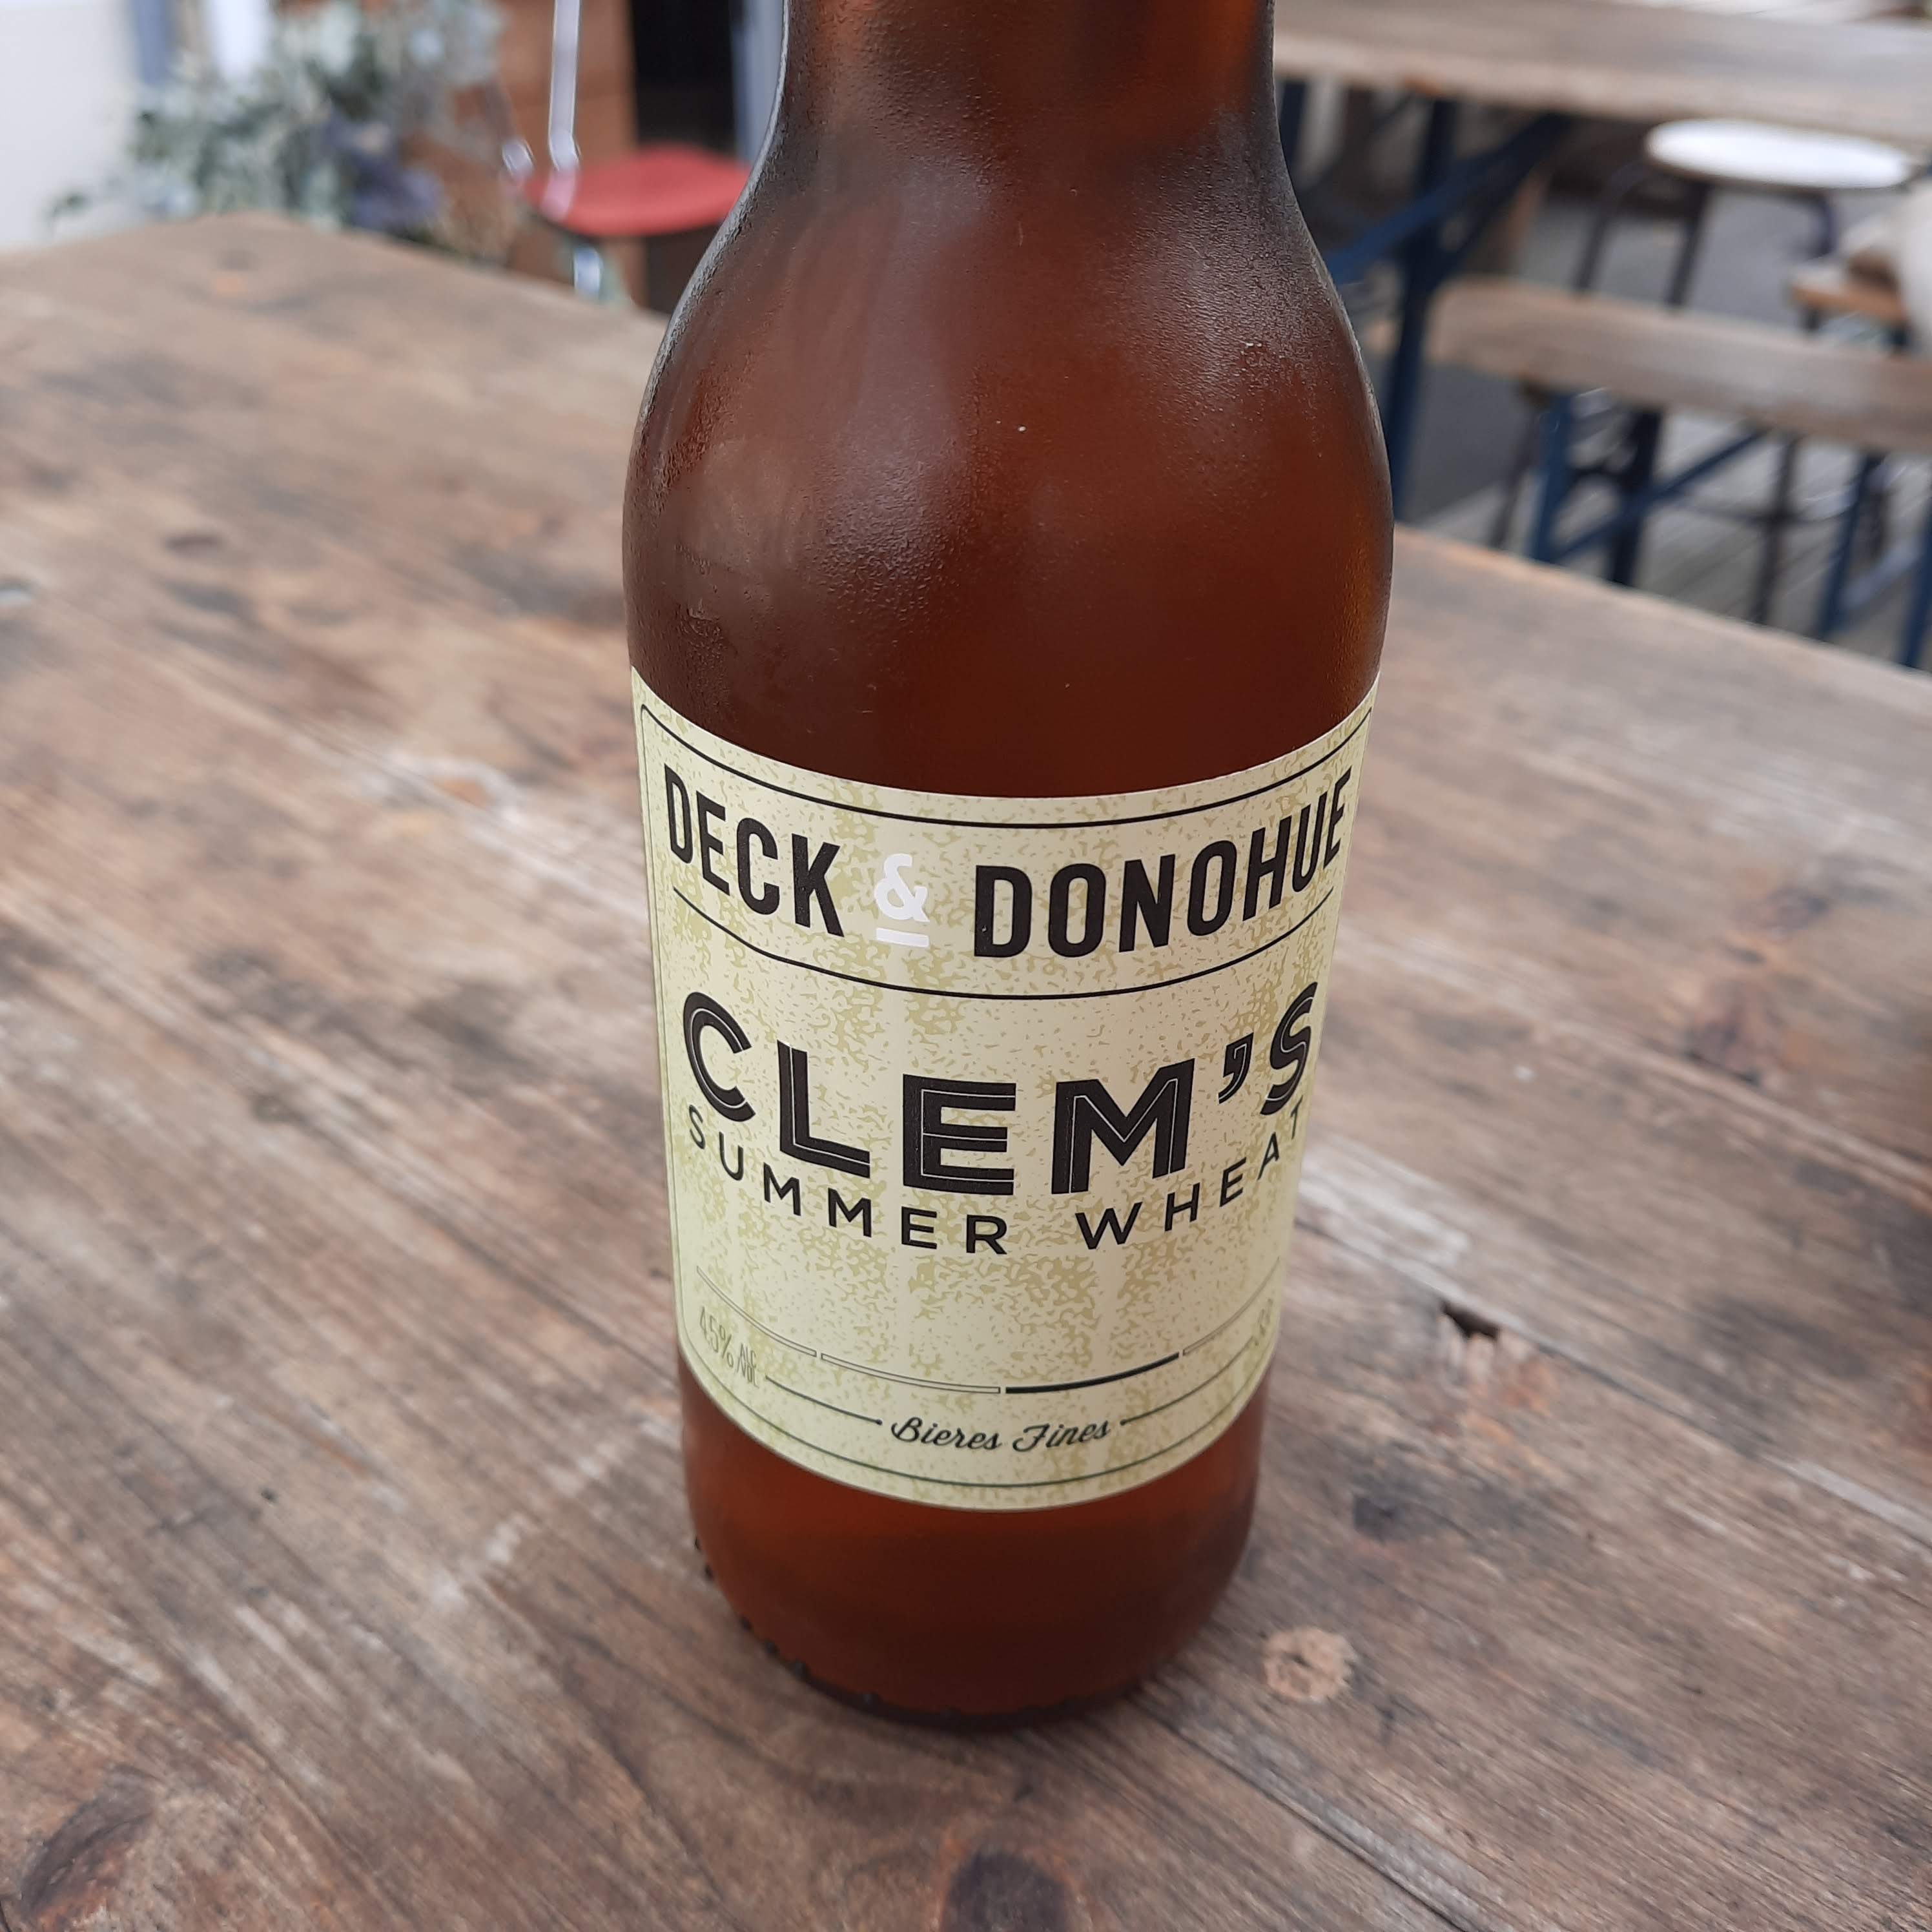 DECK & DONOHUE
CLEM'S
SUMMER WHEAT
4.5% ALC. VOL.
Bieres Fines